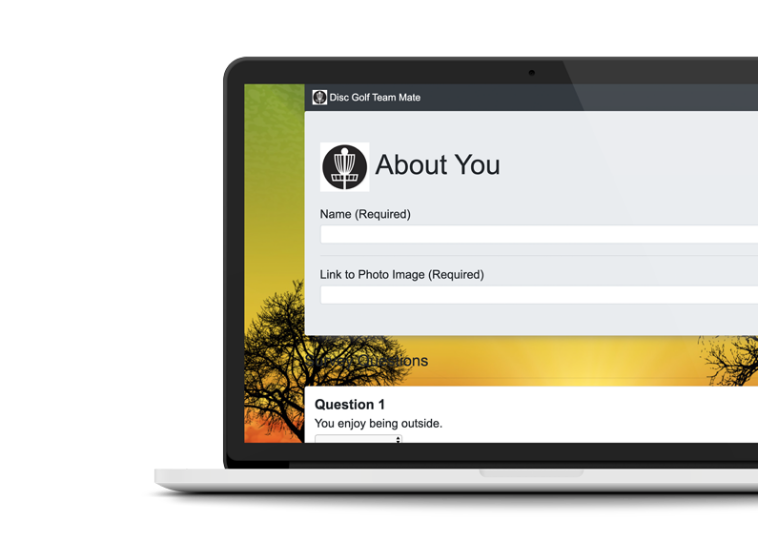 Disc Golf Team Mate
About You
Name (Required)
Link to Photo Image (Required)
Questions
Question 1
You enjoy being outside.